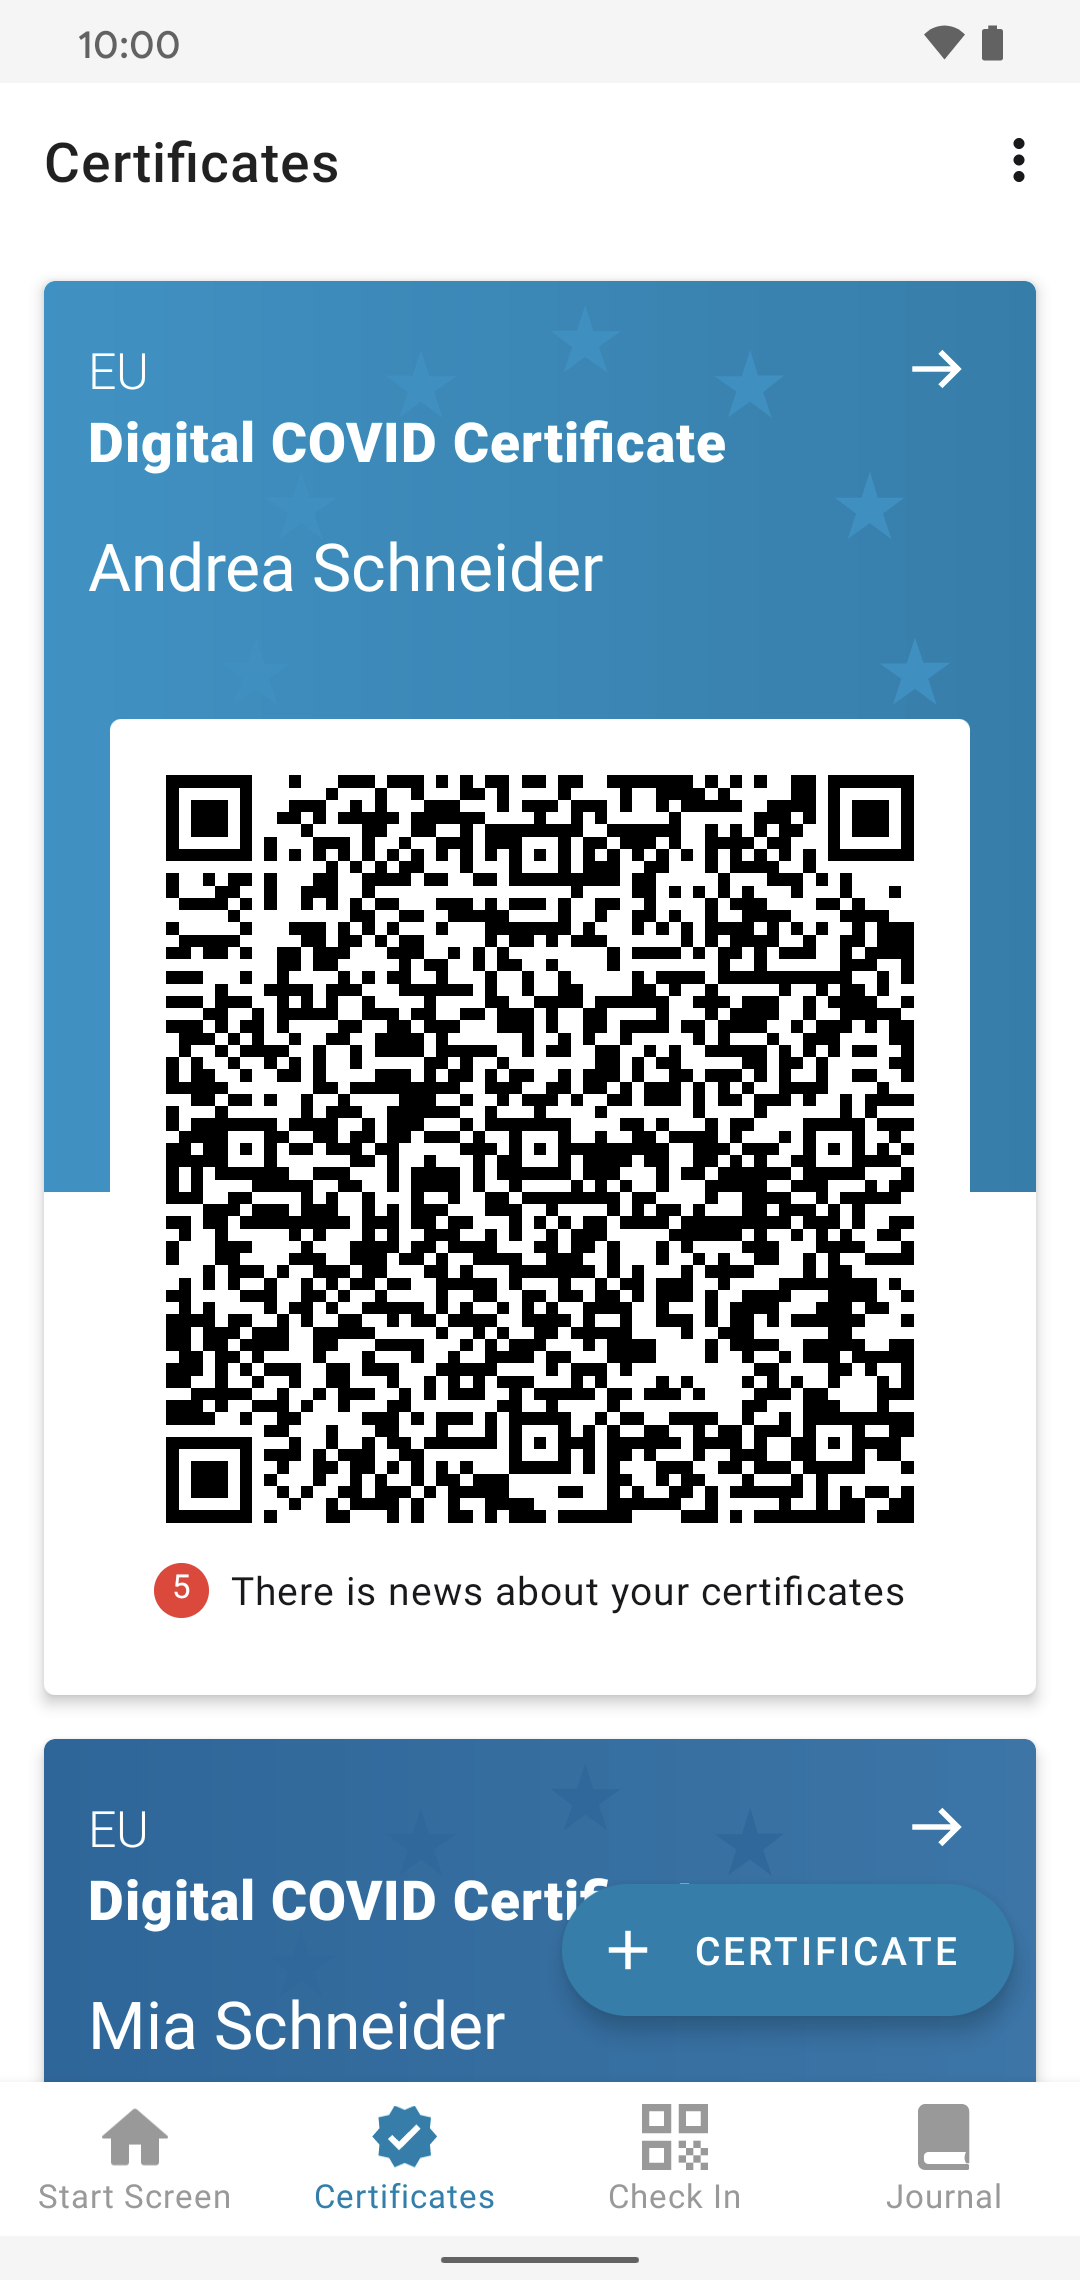 10:00
Certificates
EU
Digital COVID Certificate
Andrea Schneider
5 There is news about your certificates
EU
Digital COVID Certif
+ CERTIFICATE
Mia Schneider
Start Screen
Certificates
Check In
Journal